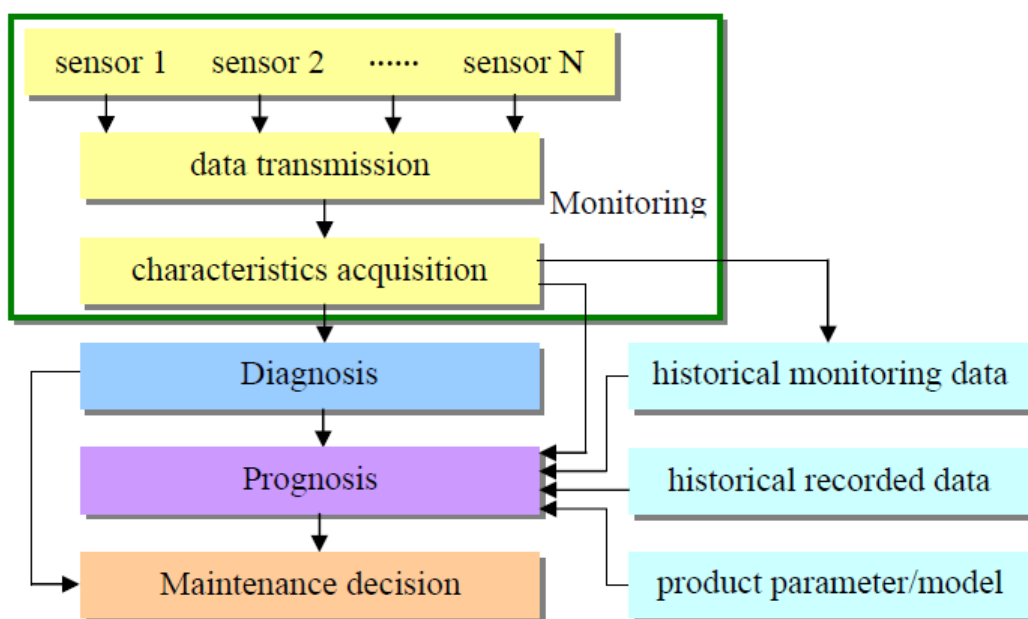 sensor 1 sensor 2 ...... sensor N
data transmission
Monitoring
characteristics acquisition
Diagnosis
historical monitoring data
Prognosis
historical recorded data
Maintenance decision
product parameter/model